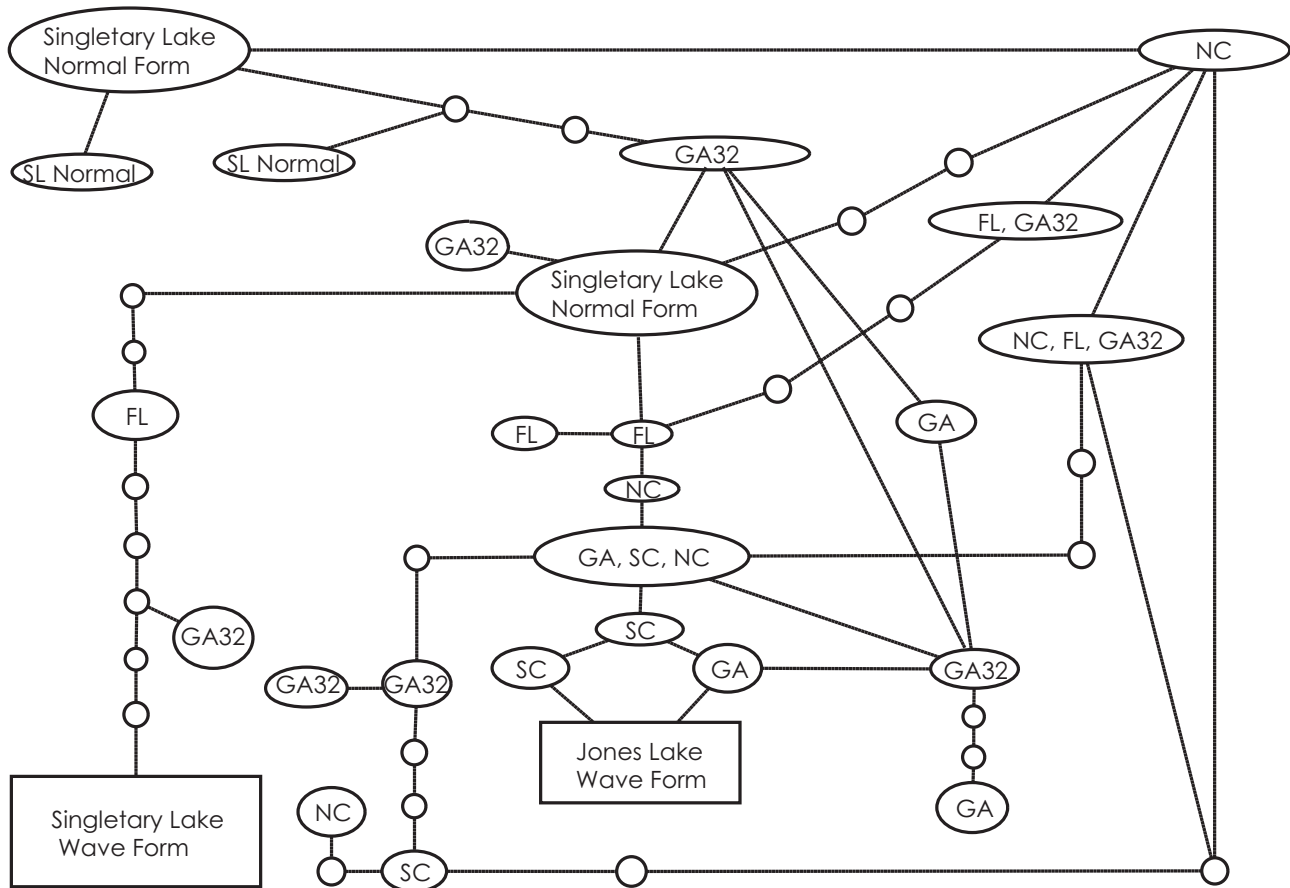 Singletary Lake
Normal Form
NC
SL Normal
SL Normal
GA32
FL, GA32
GA32
Singletary Lake
Normal Form
NC, FL, GA32
FL
FL
FL
GA
NC
GA, SC, NC
GA32
SC
SC
GA
GA32
GA32
GA32
Jones Lake
Wave Form
Singletary Lake
Wave Form
NC
GA
SC